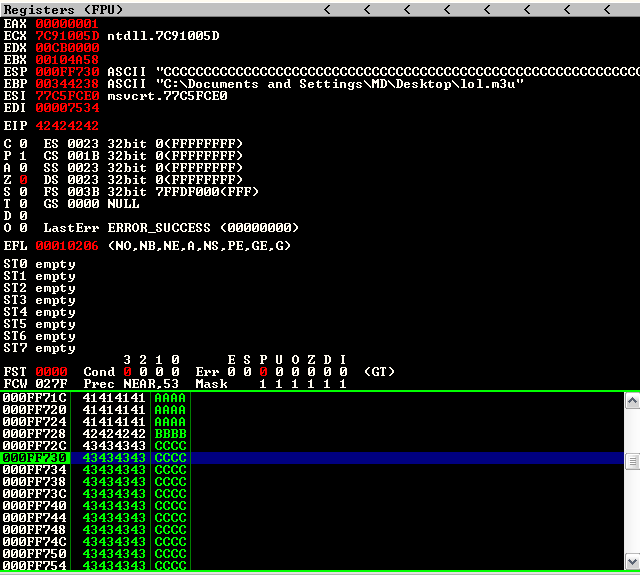 Registers (FPU) < < < < < < < <
EAX 00000001
ECX 7C91005D ntdll.7C91005D
EDX 00CB0000
EBX 00104A58
ESP 000FF730 ASCII "CCCCCCCCCCCCCCCCCCCCCCCCCCCCCCCCCCCCCCCCCCCCCCCCCCCCCCCCCCC
EBP 00344238 ASCII "C:\Documents and Settings\MD\Desktop\lol.m3u"
ESI 77C5FCE0 msvcrt.77C5FCE0
EDI 00007534
EIP 42424242
C 0 ES 0023 32bit 0(FFFFFFFF)
P 1 CS 001B 32bit 0(FFFFFFFF)
A 0 SS 0023 32bit 0(FFFFFFFF)
Z 0 DS 0023 32bit 0(FFFFFFFF)
S 0 FS 003B 32bit 7FFDF000(FFF)
T 0 GS 0000 NULL
D 0
O 0 LastErr ERROR_SUCCESS (00000000)
EFL 00010206 (NO,NB,NE,A,NS,PE,GE,G)
ST0 empty
ST1 empty
ST2 empty
ST3 empty
ST4 empty
ST5 empty
ST6 empty
ST7 empty
3 2 1 0 E S P U O Z D I
FST 0000 Cond 0 0 0 0 Err 0 0 0 0 0 0 0 0 (GT)
FCW 027F Prec NEAR,53 Mask 1 1 1 1 1 1
000FF71C 41414141 AAAA
000FF720 41414141 AAAA
000FF724 41414141 AAAA
000FF728 42424242 BBBB
000FF72C 43434343 CCCC
000FF730 43434343 CCCC
000FF734 43434343 CCCC
000FF738 43434343 CCCC
000FF73C 43434343 CCCC
000FF740 43434343 CCCC
000FF744 43434343 CCCC
000FF748 43434343 CCCC
000FF74C 43434343 CCCC
000FF750 43434343 CCCC
000FF754 43434343 CCCC